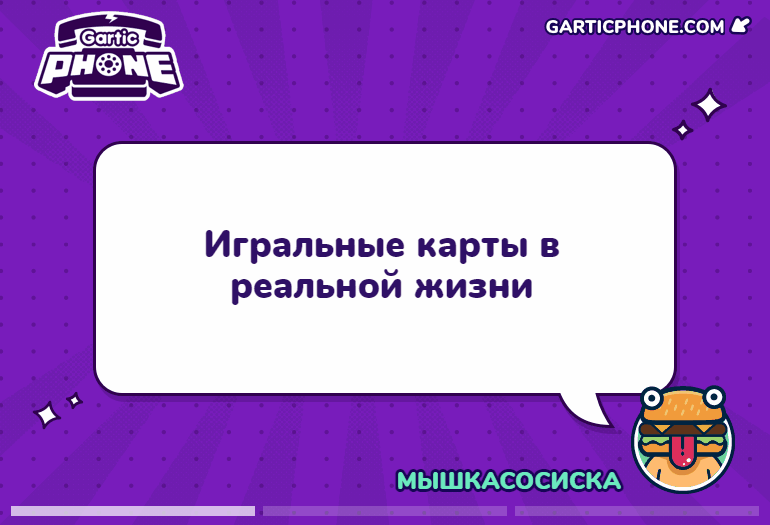 Gartic
PHONE
GARTICPHONE.COM
Игральные карты в
реальной жизни
МЫШКАСОСИСКА